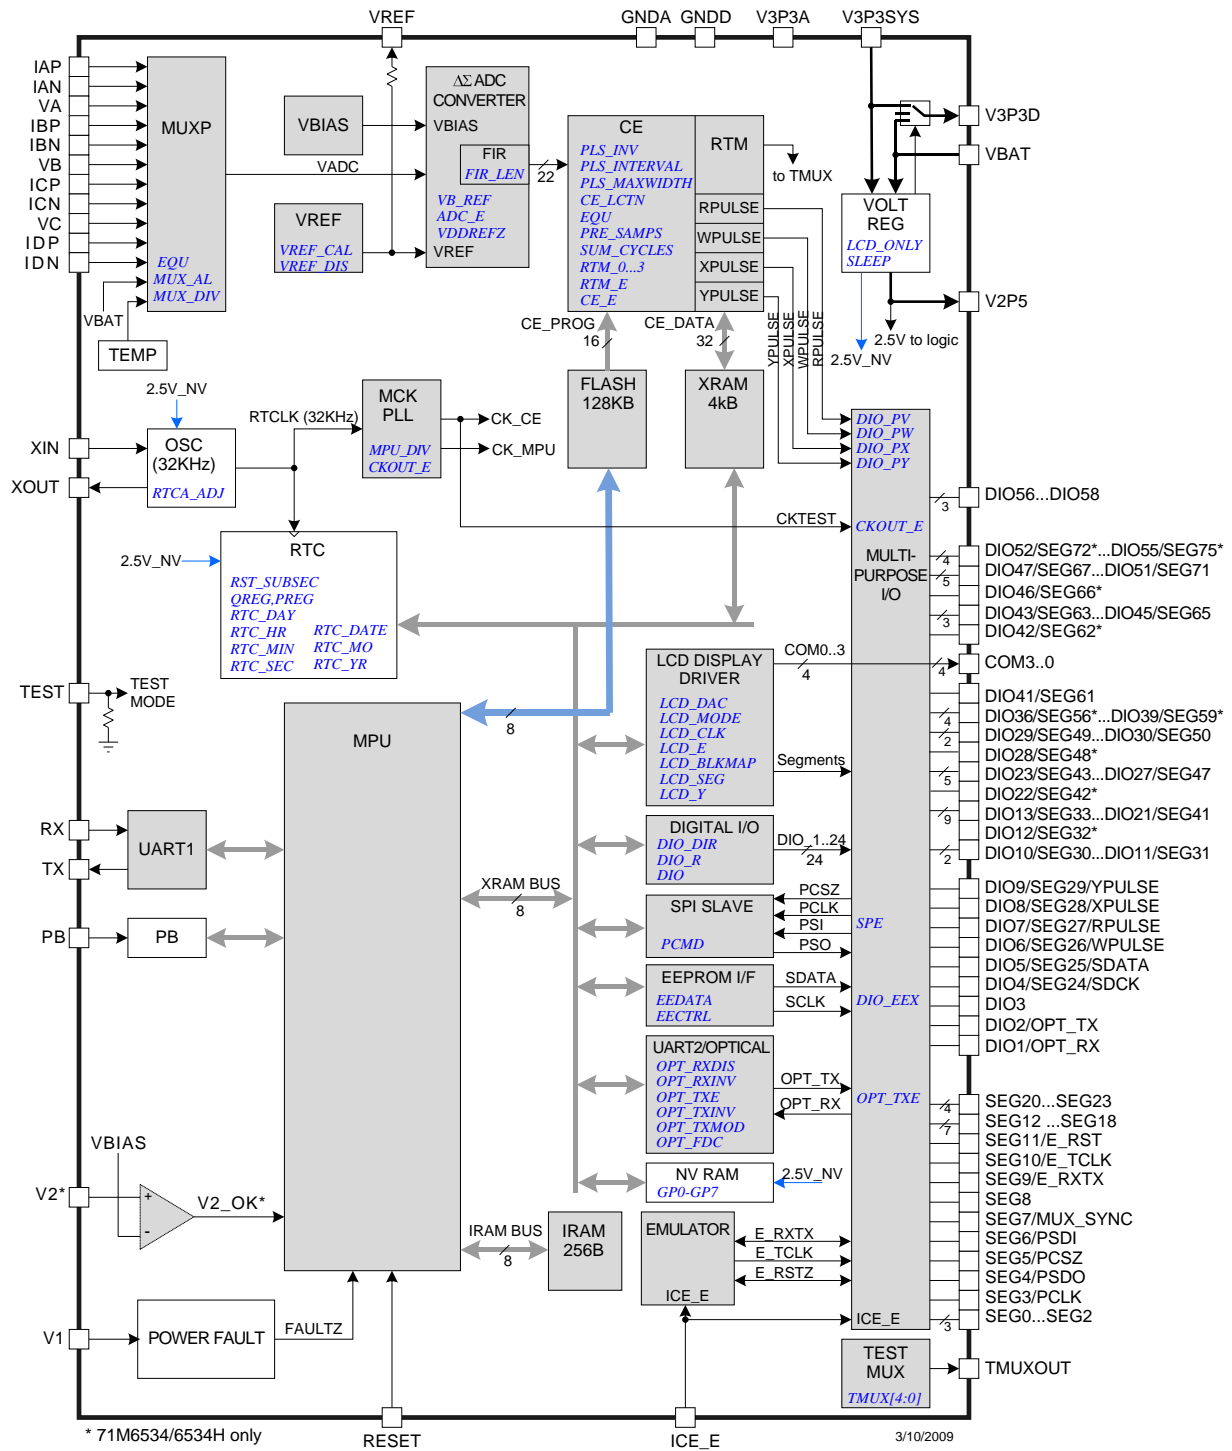 VREF
GNDA GNDD
V3P3A
V3P3SYS
IAP
IAN
VA
IBP
IBN
VB
ICP
ICN
VC
IDP
IDN
MUXP
EQU
MUX_AL
MUX_DIV
VBAT
TEMP
VBIAS
VADC
VREF
VREF_CAL
VREF_DIS
ΔΣ ADC
CONVERTER
VBIAS
FIR
FIR_LEN
VB_REF
ADC_E
VDDREFZ
VREF
22
CE
PLS_INV
PLS_INTERVAL
PLS_MAXWIDTH
CE_LCTN
EQU
PRE_SAMPS
SUM_CYCLES
RTM_0...3
RTM_E
CE_E
RTM
to TMUX
RPULSE
WPULSE
XPULSE
YPULSE
V3P3D
VBAT
VOLT
REG
LCD_ONLY
SLEEP
V2P5
2.5V to logic
2.5V_NV
CE_PROG
16
CE_DATA
32
YPULSE
XPULSE
WPULSE
RPULSE
FLASH
128KB
XRAM
4kB
2.5V_NV
XIN
XOUT
OSC
(32KHz)
RTCA_ADJ
RTCLK (32KHz)
MCK
PLL
MPU_DIV
CKOUT_E
CK_CE
CK_MPU
CKTEST
2.5V_NV
RTC
RST_SUBSEC
QREG,PREG
RTC_DAY
RTC_HR
RTC_MIN
RTC_SEC
RTC_DATE
RTC_MO
RTC_YR
DIO_PV
DIO_PW
DIO_PX
DIO_PY
CKOUT_E
MULTI-
PURPOSE
I/O
3
DIO56...DIO58
4
DIO52/SEG72*...DIO55/SEG75*
5
DIO47/SEG67...DIO51/SEG71
DIO46/SEG66*
3
DIO43/SEG63...DIO45/SEG65
DIO42/SEG62*
TEST
TEST
MODE
MPU
8
LCD DISPLAY
DRIVER
LCD_DAC
LCD_MODE
LCD_CLK
LCD_E
LCD_BLKMAP
LCD_SEG
LCD_Y
COM0..3
4
Segments
4
COM3..0
DIO41/SEG61
4
DIO36/SEG56*...DIO39/SEG59*
2
DIO29/SEG49...DIO30/SEG50
DIO28/SEG48*
5
DIO23/SEG43...DIO27/SEG47
DIO22/SEG42*
9
DIO13/SEG33...DIO21/SEG41
DIO12/SEG32*
2
DIO10/SEG30...DIO11/SEG31
RX
TX
UART1
DIGITAL I/O
DIO_DIR
DIO_R
DIO
DIO_1..24
24
XRAM BUS
8
PB
PB
SPI SLAVE
PCMD
PCSZ
PCLK
PSI
PSO
SPE
DIO9/SEG29/YPULSE
DIO8/SEG28/XPULSE
DIO7/SEG27/RPULSE
DIO6/SEG26/WPULSE
DIO5/SEG25/SDATA
DIO4/SEG24/SDCK
DIO3
DIO2/OPT_TX
DIO1/OPT_RX
EEPROM I/F
EEDATA
EECTRL
SDATA
SCLK
DIO_EEX
UART2/OPTICAL
OPT_RXDIS
OPT_RXINV
OPT_TXE
OPT_TXINV
OPT_TXMOD
OPT_FDC
OPT_TX
OPT_RX
OPT_TXE
4
SEG20...SEG23
7
SEG12 ...SEG18
SEG11/E_RST
SEG10/E_TCLK
SEG9/E_RXTX
SEG8
SEG7/MUX_SYNC
SEG6/PSDI
SEG5/PCSZ
SEG4/PSDO
SEG3/PCLK
3
SEG0...SEG2
VBIAS
V2*
+
-
V2_OK*
NV RAM
GP0-GP7
2.5V_NV
IRAM BUS
8
IRAM
256B
EMULATOR
ICE_E
E_RXTX
E_TCLK
E_RSTZ
ICE_E
V1
POWER FAULT
FAULTZ
TEST
MUX
TMUX[4:0]
TMUXOUT
* 71M6534/6534H only
RESET
ICE_E
3/10/2009